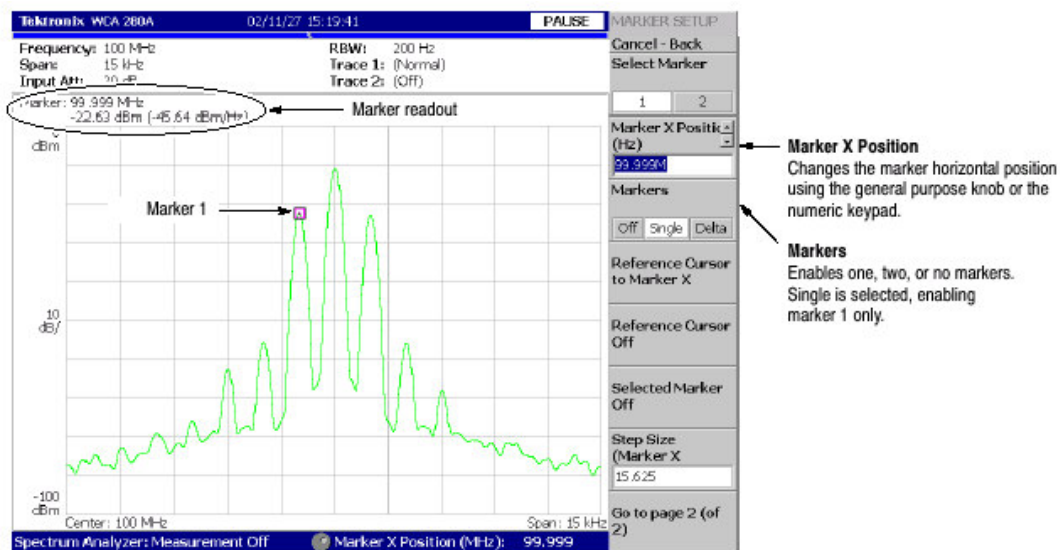 Tektronix WCA 280A 02/11/27 15:19:41 PAUSE
Frequency: 100 MHz RBW: 200 Hz
Span: 15 kHz Trace 1: (Normal)
Input Att: 20 dB Trace 2: (Off)
Marker: 99.999 MHz
-22.63 dBm (-45.64 dBm/Hz)
Marker readout
dBm
Marker 1
10
dB/
-100
dBm
Center: 100 MHz Span: 15 kHz
Spectrum Analyzer: Measurement Off Marker X Position (MHz): 99.999
MARKER SETUP
Cancel - Back
Select Marker
1 2
Marker X Positic
(Hz)
99.999M
Markers
Off Single Delta
Reference Cursor
to Marker X
Reference Cursor
Off
Selected Marker
Off
Step Size
(Marker X
15.625
Go to page 2 (of
2)
Marker X Position
Changes the marker horizontal position
using the general purpose knob or the
numeric keypad.
Markers
Enables one, two, or no markers.
Single is selected, enabling
marker 1 only.